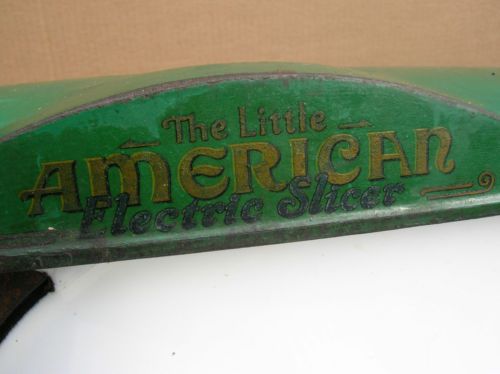 The Little
AMERICAN
Electric Slicer